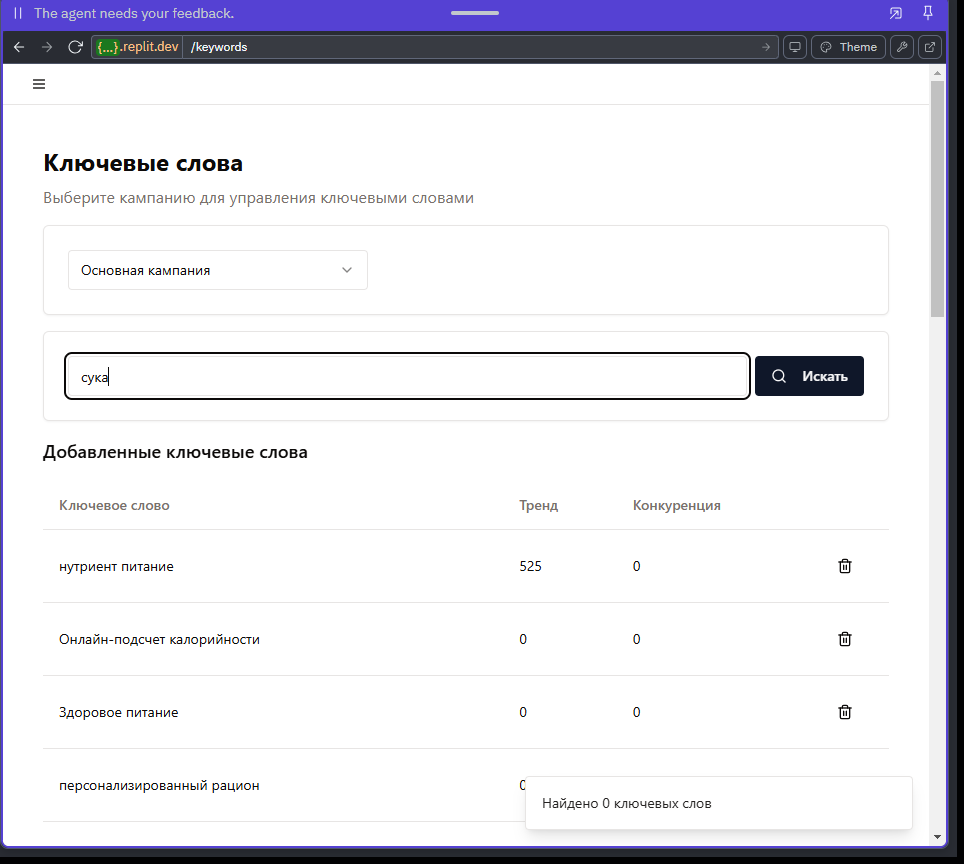 The agent needs your feedback.
{...}.replit.dev /keywords Theme
Ключевые слова
Выберите кампанию для управления ключевыми словами
Основная кампания
сука Искать
Добавленные ключевые слова
Ключевое слово Тренд Конкуренция
нутриент питание 525 0
Онлайн-подсчет калорийности 0 0
Здоровое питание 0 0
персонализированный рацион
Найдено 0 ключевых слов